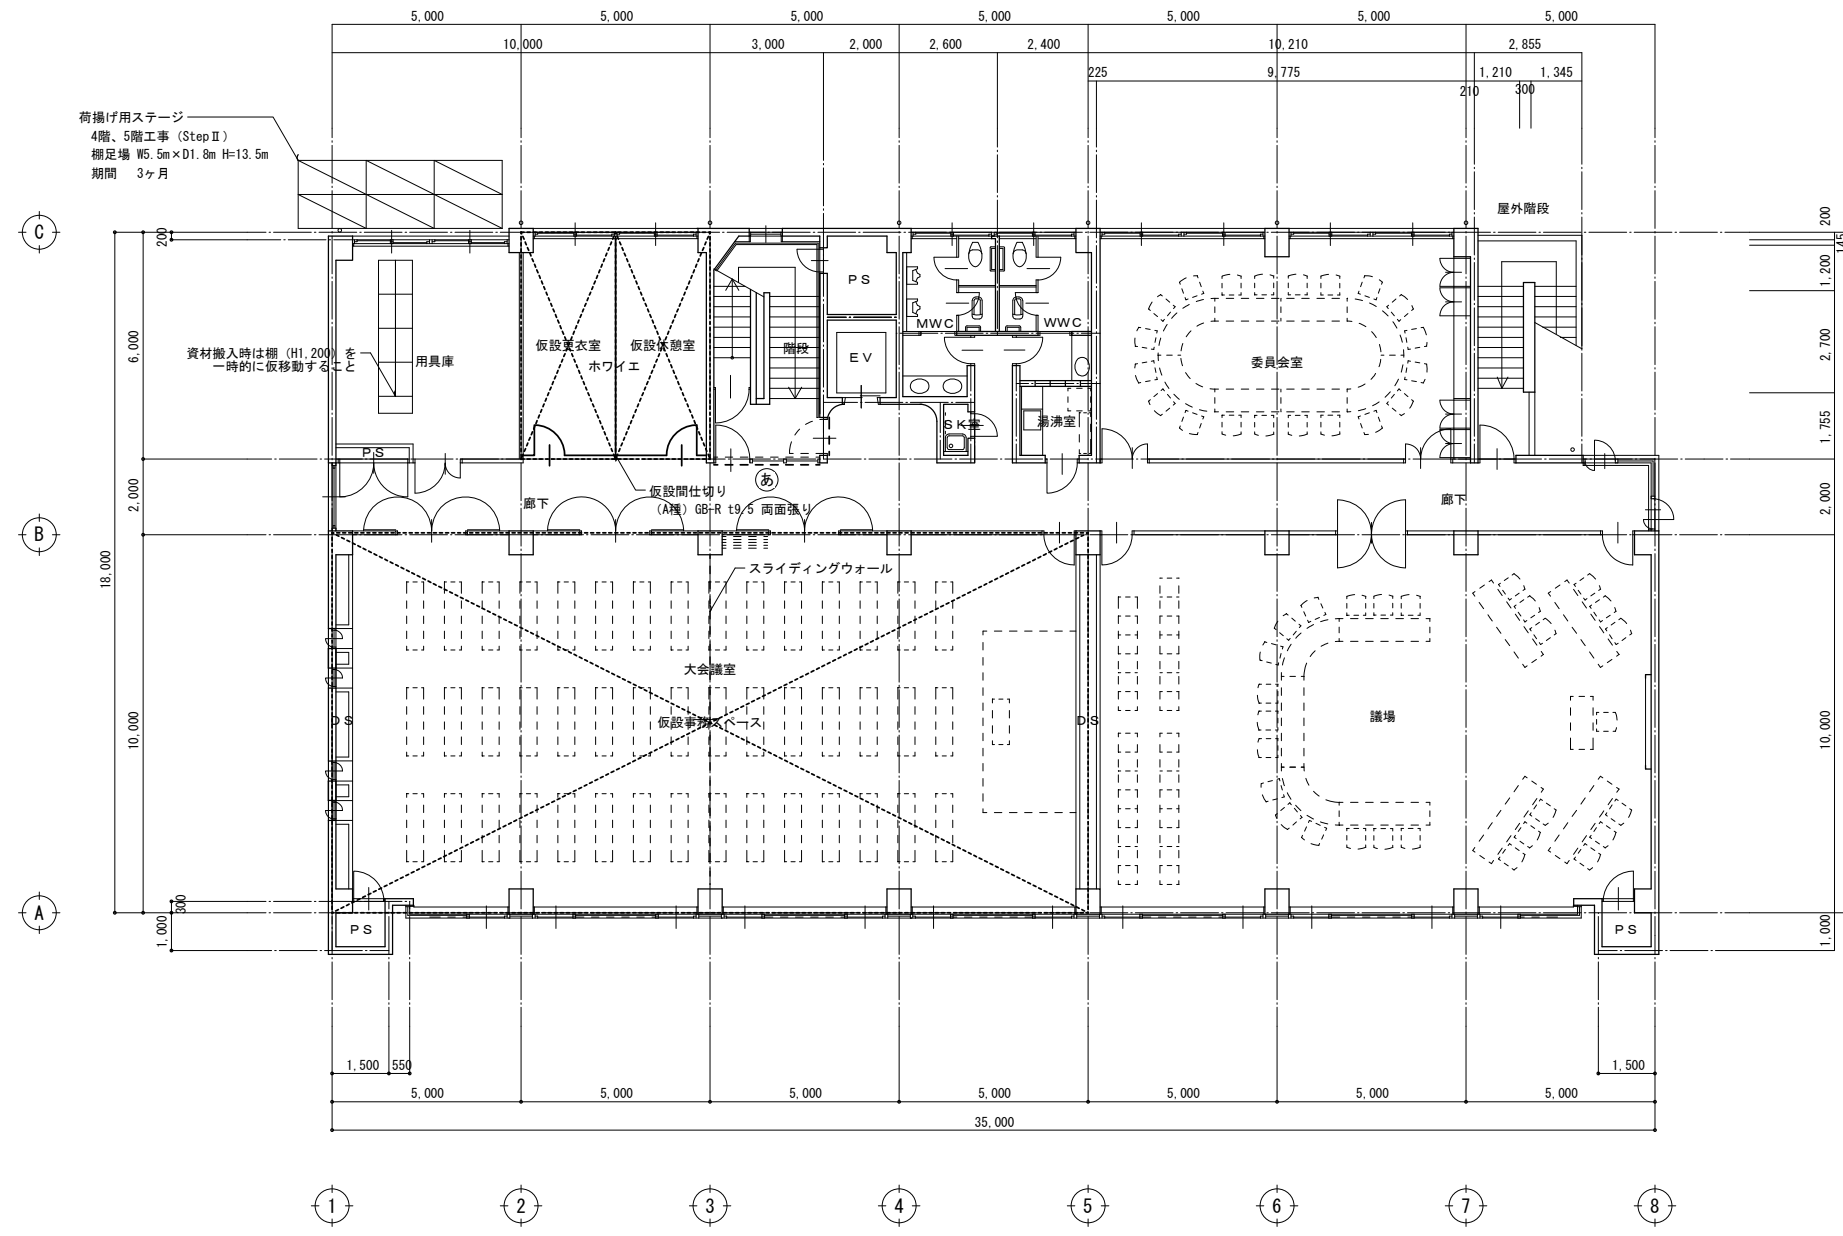 5,000 5,000 5,000 5,000 5,000 5,000 5,000
10,000 3,000 2,000 2,600 2,400 10,210 2,855
225 9,775 1,210 1,345
210 300
荷揚げ用ステージ
4階、5階工事（StepⅡ）
棚足場 W5.5m×D1.8m H=13.5m
期間 3ヶ月
屋外階段
C
200
200
145
1,200
PS
MWC
WWC
6,000
資材搬入時は棚（H1,200）を
一時的に仮移動すること
用具庫
仮設更衣室
仮設休憩室
ホワイエ
階段
EV
委員会室
2,700
SK室
湯沸室
1,755
PS
仮設間仕切り
（A種）GB-R t9.5 両面張り
あ
廊下
廊下
2,000
2,000
B
18,000
スライディングウォール
大会議室
仮設事務スペース
DS
DS
議場
10,000
10,000
A
300
1,000
PS
PS
1,000
1,500 550
1,500
5,000 5,000 5,000 5,000 5,000 5,000 5,000
35,000
1 2 3 4 5 6 7 8